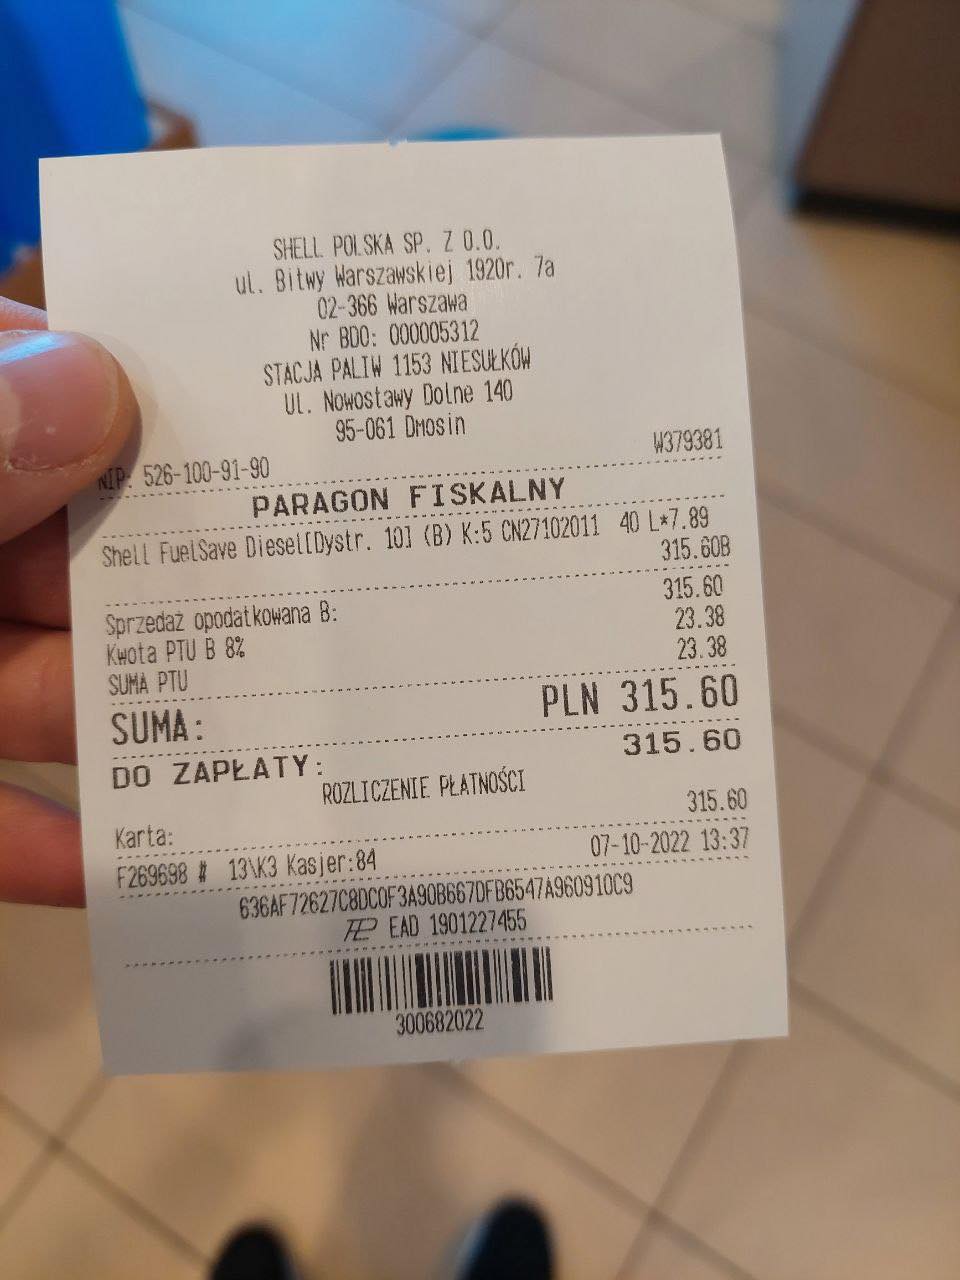 SHELL POLSKA SP. Z O.O.
ul. Bitwy Warszawskiej 1920r. 7a
02-366 Warszawa
Nr BDO: 000005312
STACJA PALIW 1153 NIESUŁKÓW
Ul. Nowostawy Dolne 140
95-061 Dmosin
NIP: 526-100-91-90 W379381
PARAGON FISKALNY
Shell FuelSave Diesel[Dystr. 10] (B) K:5 CN27102011 40 L*7.89
315.60B
Sprzedaż opodatkowana B: 315.60
Kwota PTU B 8% 23.38
SUMA PTU 23.38
SUMA: PLN 315.60
DO ZAPŁATY: 315.60
ROZLICZENIE PŁATNOŚCI
Karta: 315.60
F269698 # 13\K3 Kasjer:84 07-10-2022 13:37
636AF72627C8DC0F3A90B667DFB6547A960910C9
EAD 1901227455
300682022